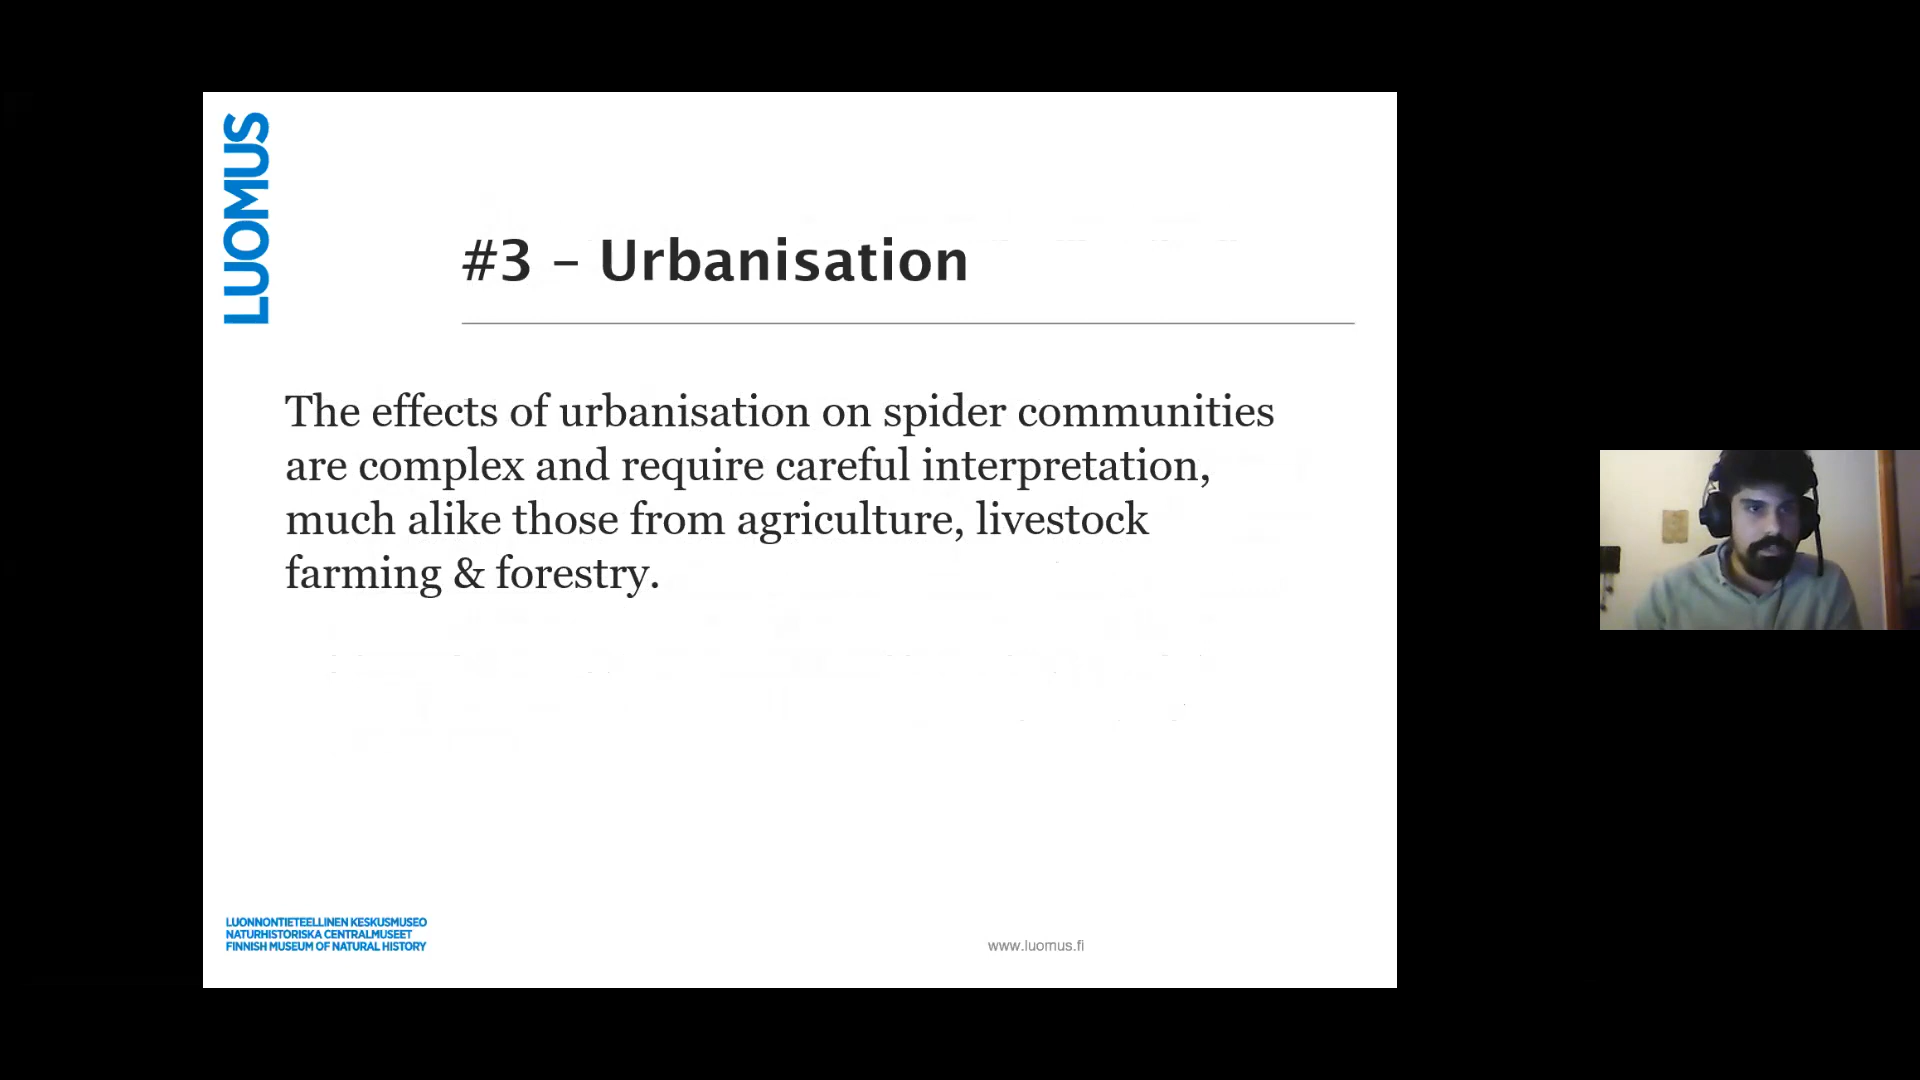 LUOMUS
#3 – Urbanisation
The effects of urbanisation on spider communities
are complex and require careful interpretation,
much alike those from agriculture, livestock
farming & forestry.
LUONNONTIETEELLINEN KESKUSMUSEO
NATURHISTORISKA CENTRALMUSEET
FINNISH MUSEUM OF NATURAL HISTORY
www.luomus.fi